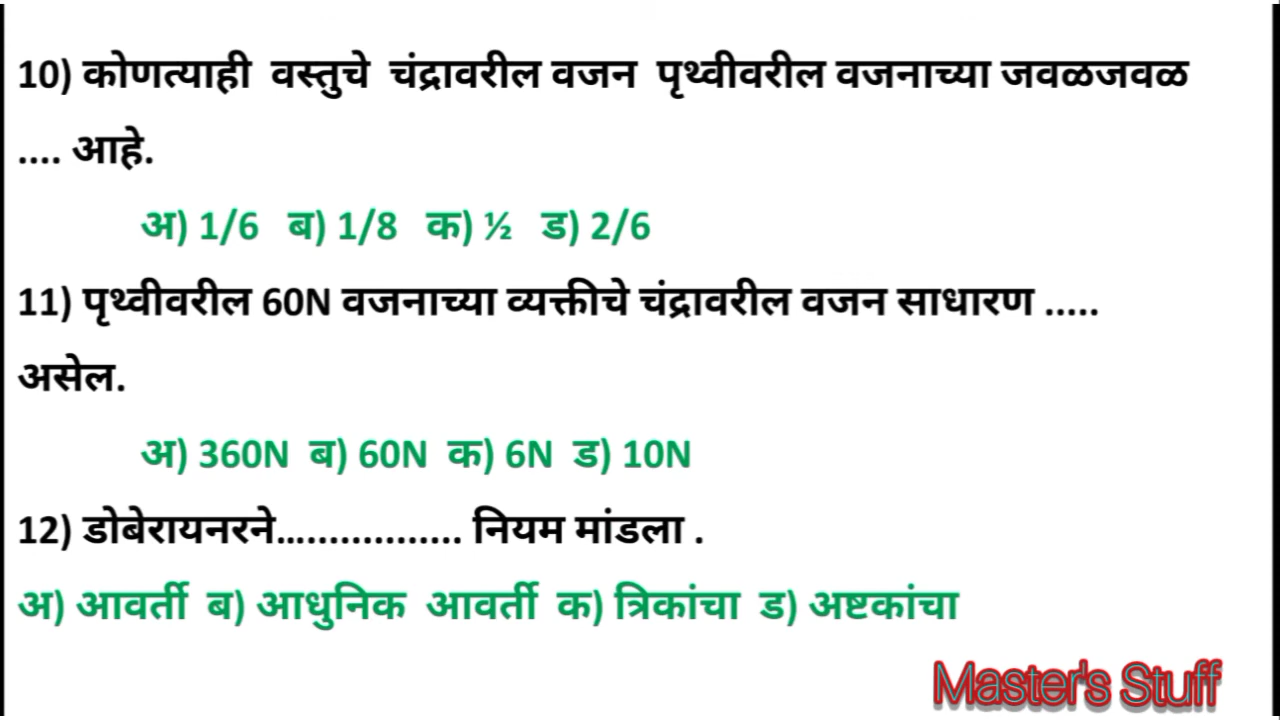 10) कोणत्याही वस्तुचे चंद्रावरील वजन पृथ्वीवरील वजनाच्या जवळजवळ
.... आहे.
अ) 1/6 ब) 1/8 क) ½ ड) 2/6
11) पृथ्वीवरील 60N वजनाच्या व्यक्तीचे चंद्रावरील वजन साधारण .....
असेल.
अ) 360N ब) 60N क) 6N ड) 10N
12) डोबेरायनरने................. नियम मांडला .
अ) आवर्ती ब) आधुनिक आवर्ती क) त्रिकांचा ड) अष्टकांचा
Master's Stuff